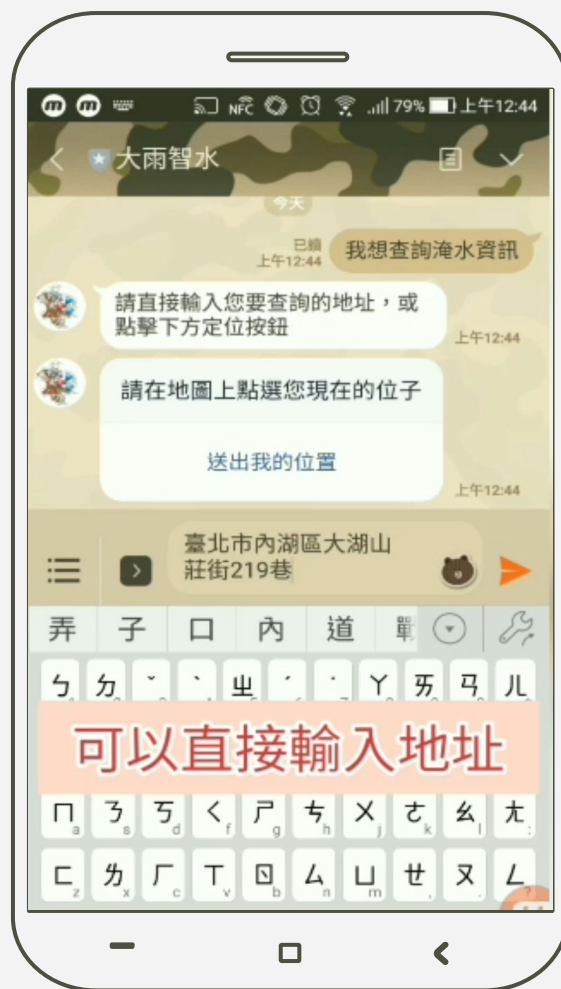 NFC 79% 上午12:44
大雨智水
今天
已讀
上午12:44
我想查詢淹水資訊
請直接輸入您要查詢的地址，或
點擊下方定位按鈕
上午12:44
請在地圖上點選您現在的位子
送出我的位置
上午12:44
臺北市內湖區大湖山
莊街219巷
弄 子 口 內 道
ㄅ ㄉ ˇ ˋ ㄓ ˊ ˙ ㄚ ㄞ ㄢ ㄦ
可以直接輸入地址
ㄇ ㄋ ㄎ ㄑ ㄕ ㄘ ㄨ ㄜ ㄠ ㄤ
a s d f g h j k l :
ㄈ ㄌ ㄏ ㄒ ㄖ ㄙ ㄩ ㄝ ㄡ ㄥ
z x c v b n m , . ?